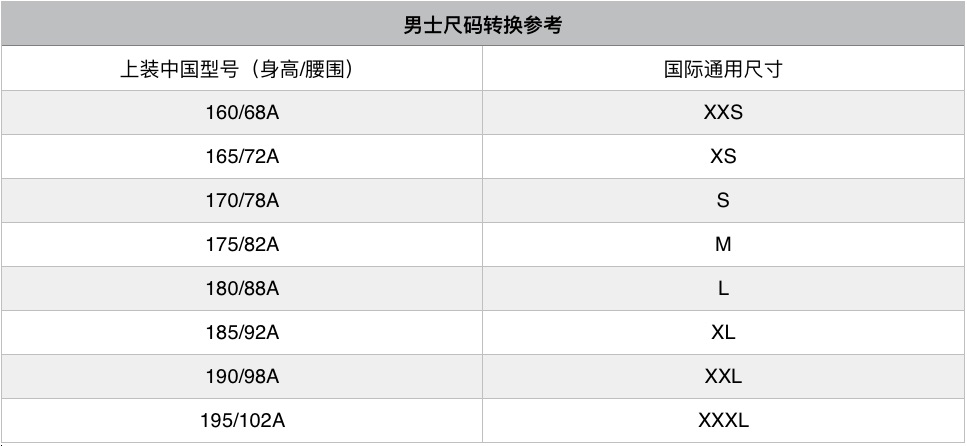 男士尺码转换参考
上装中国型号（身高/腰围） 国际通用尺寸
160/68A XXS
165/72A XS
170/78A S
175/82A M
180/88A L
185/92A XL
190/98A XXL
195/102A XXXL